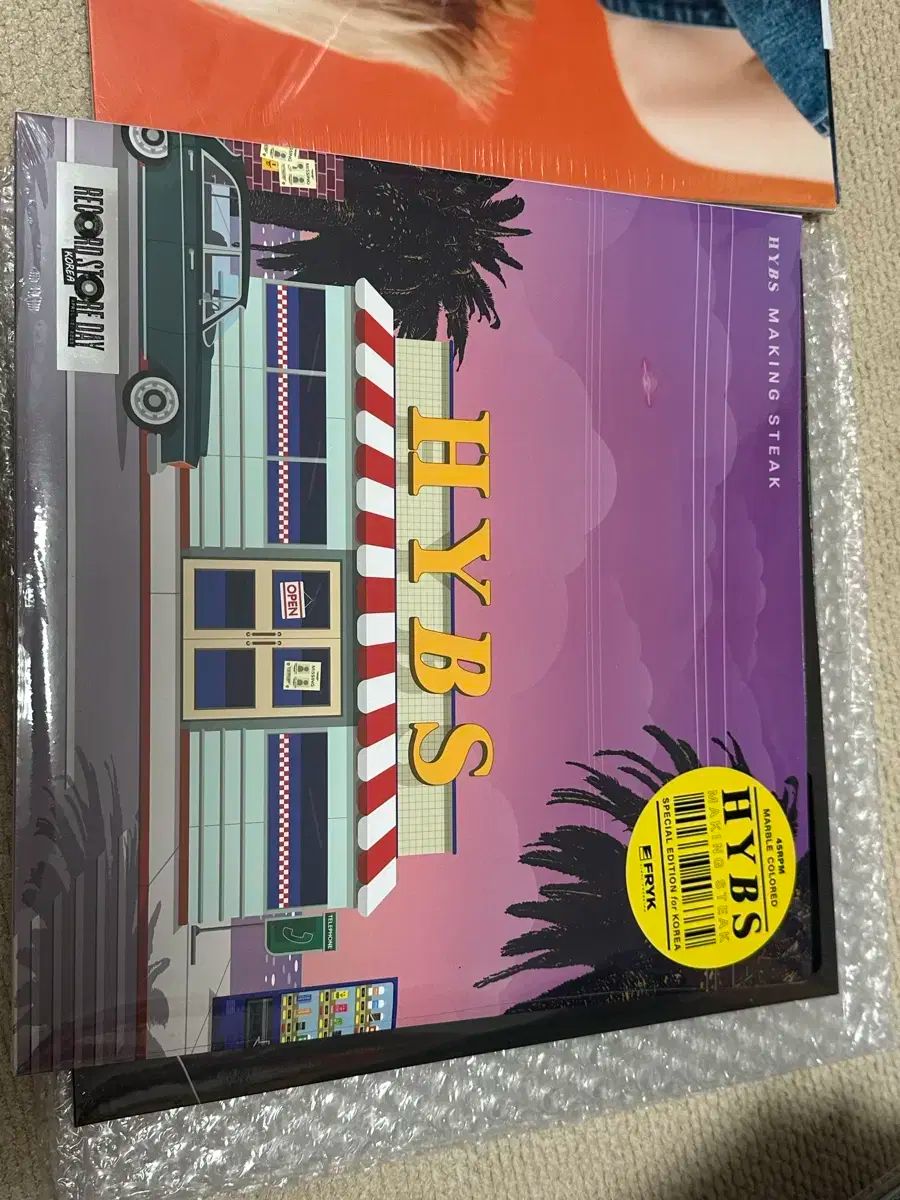 HYBS MAKING STEAK
HYBS
OPEN
MISSING
TELEPHONE
RECORD STORE DAY
KOREA
45RPM
MARBLE COLORED
HYBS
MAKING STEAK
SPECIAL EDITION for KOREA
FRYK